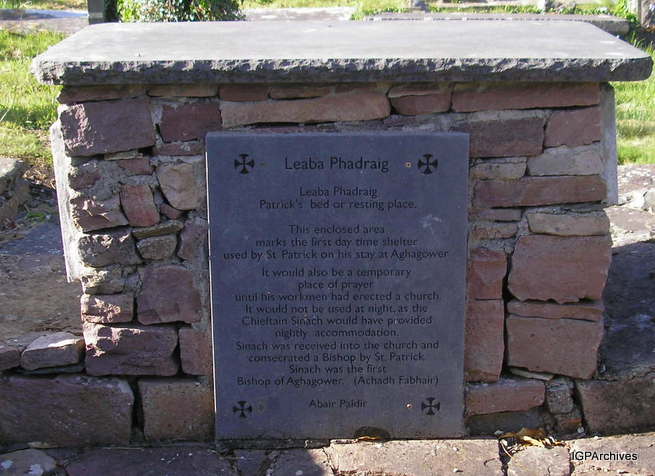 Leaba Phadraig
Leaba Phadraig
Patrick's bed or resting place.
This enclosed area
marks the first day time shelter
used by St. Patrick on his stay at Aghagower
It would also be a temporary
place of prayer
until his workmen had erected a church.
It would not be used at night, as the
Chieftain Sinach would have provided
nightly accommodation.
Sinach was received into the church and
consecrated a Bishop by St. Patrick.
Sinach was the first
Bishop of Aghagower. (Achadh Fabhair)
Abair Paidir
IGPArchives